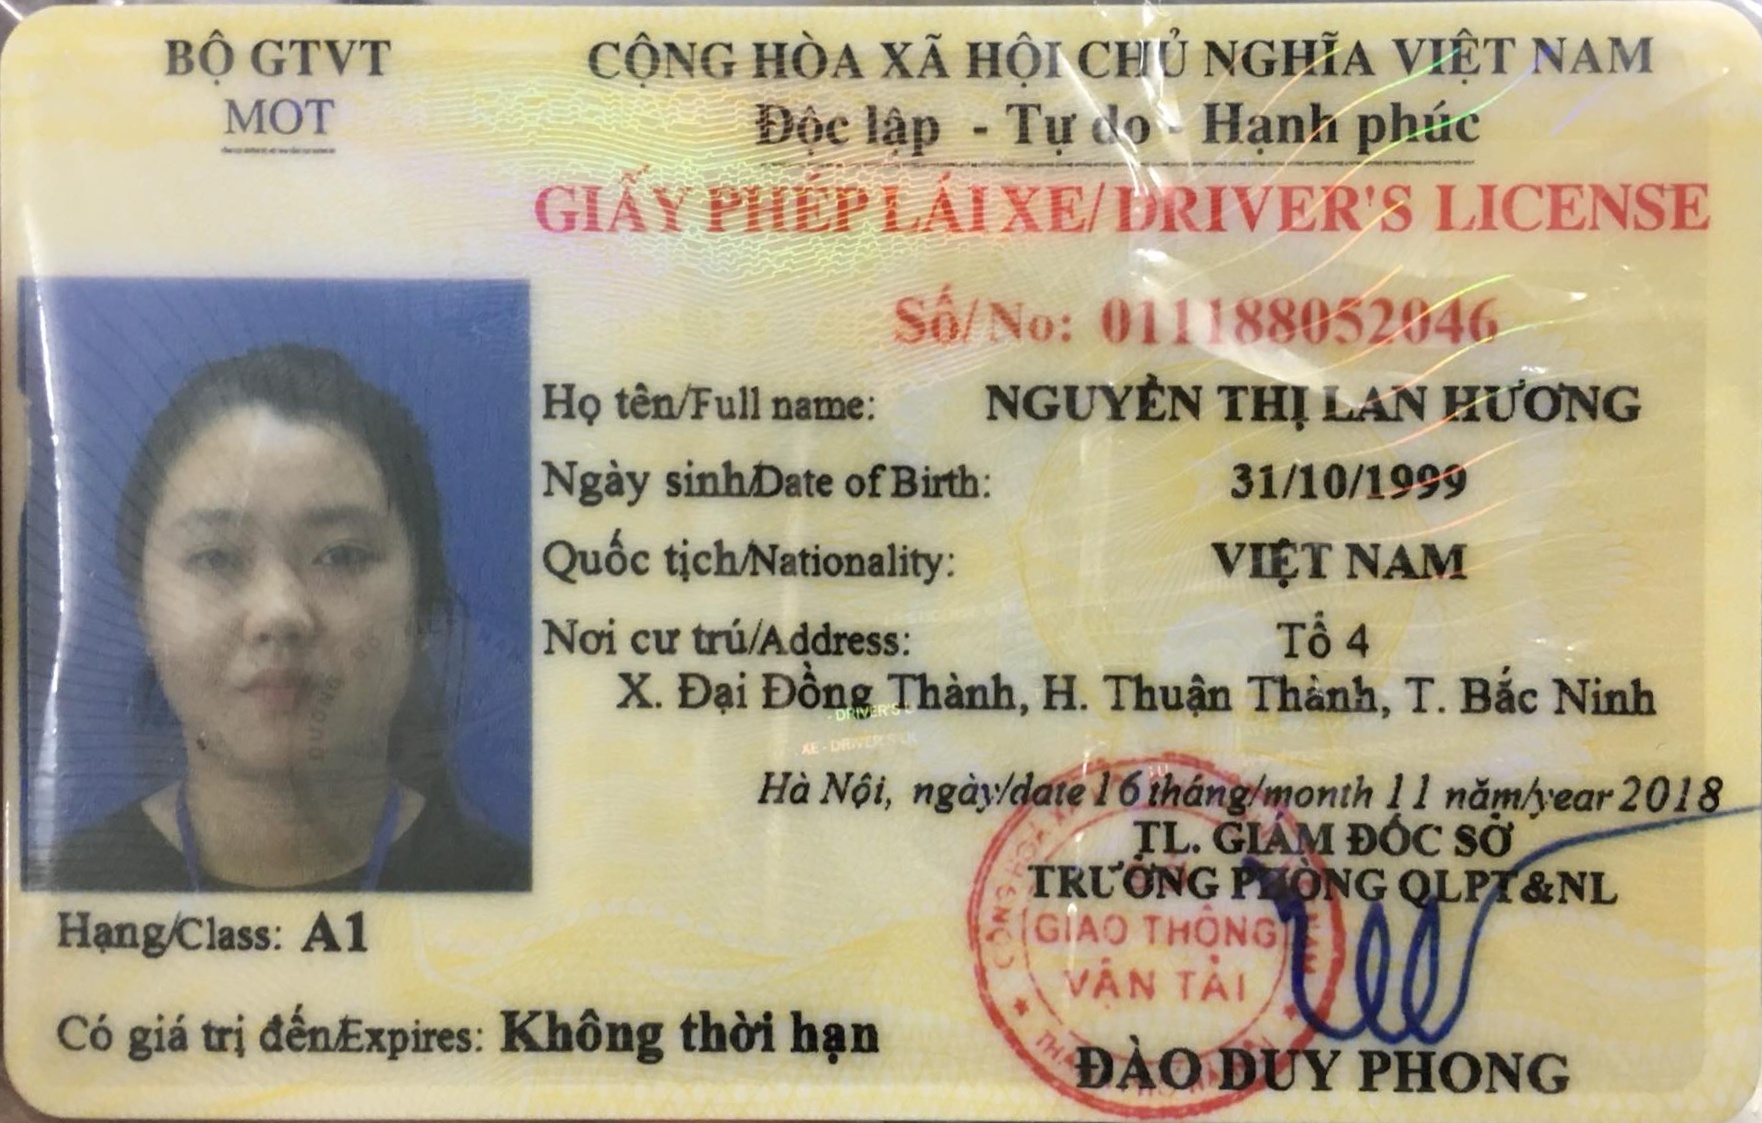 BỘ GTVT
MOT
CỘNG HÒA XÃ HỘI CHỦ NGHĨA VIỆT NAM
Độc lập - Tự do - Hạnh phúc
GIẤY PHÉP LÁI XE/ DRIVER'S LICENSE
Số/ No: 011188052046
Họ tên/Full name: NGUYỄN THỊ LAN HƯƠNG
Ngày sinh/Date of Birth: 31/10/1999
Quốc tịch/Nationality: VIỆT NAM
Nơi cư trú/Address: Tổ 4
X. Đại Đồng Thành, H. Thuận Thành, T. Bắc Ninh
Hà Nội, ngày/date 16 tháng/month 11 năm/year 2018
TL. GIÁM ĐỐC SỞ
TRƯỞNG PHÒNG QLPT&NL
GIAO THÔNG
VẬN TẢI
ĐÀO DUY PHONG
Hạng/Class: A1
Có giá trị đến/Expires: Không thời hạn